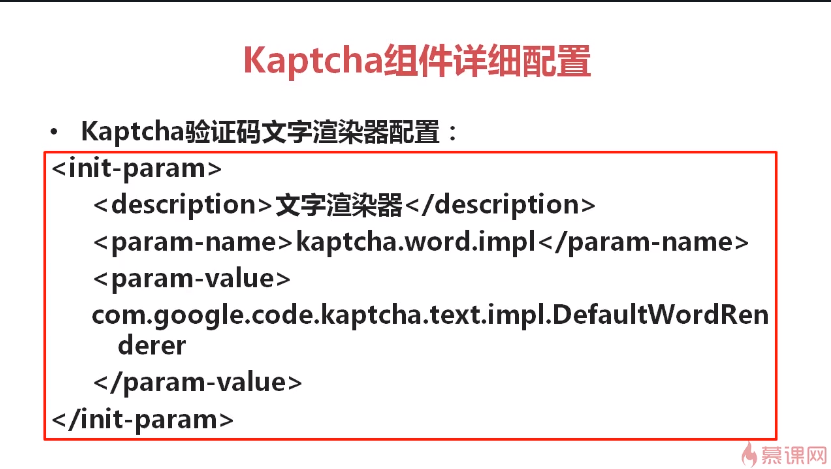 Kaptcha组件详细配置
• Kaptcha验证码文字渲染器配置：
<init-param>
<description>文字渲染器</description>
<param-name>kaptcha.word.impl</param-name>
<param-value>
com.google.code.kaptcha.text.impl.DefaultWordRen
derer
</param-value>
</init-param>
慕课网